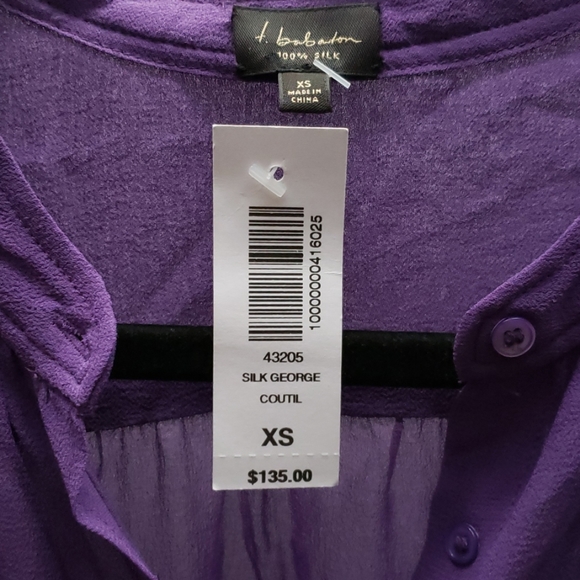 t. babaton
100% SILK
XS
MADE IN
CHINA
10000000416025
43205
SILK GEORGE
COUTIL
XS
$135.00